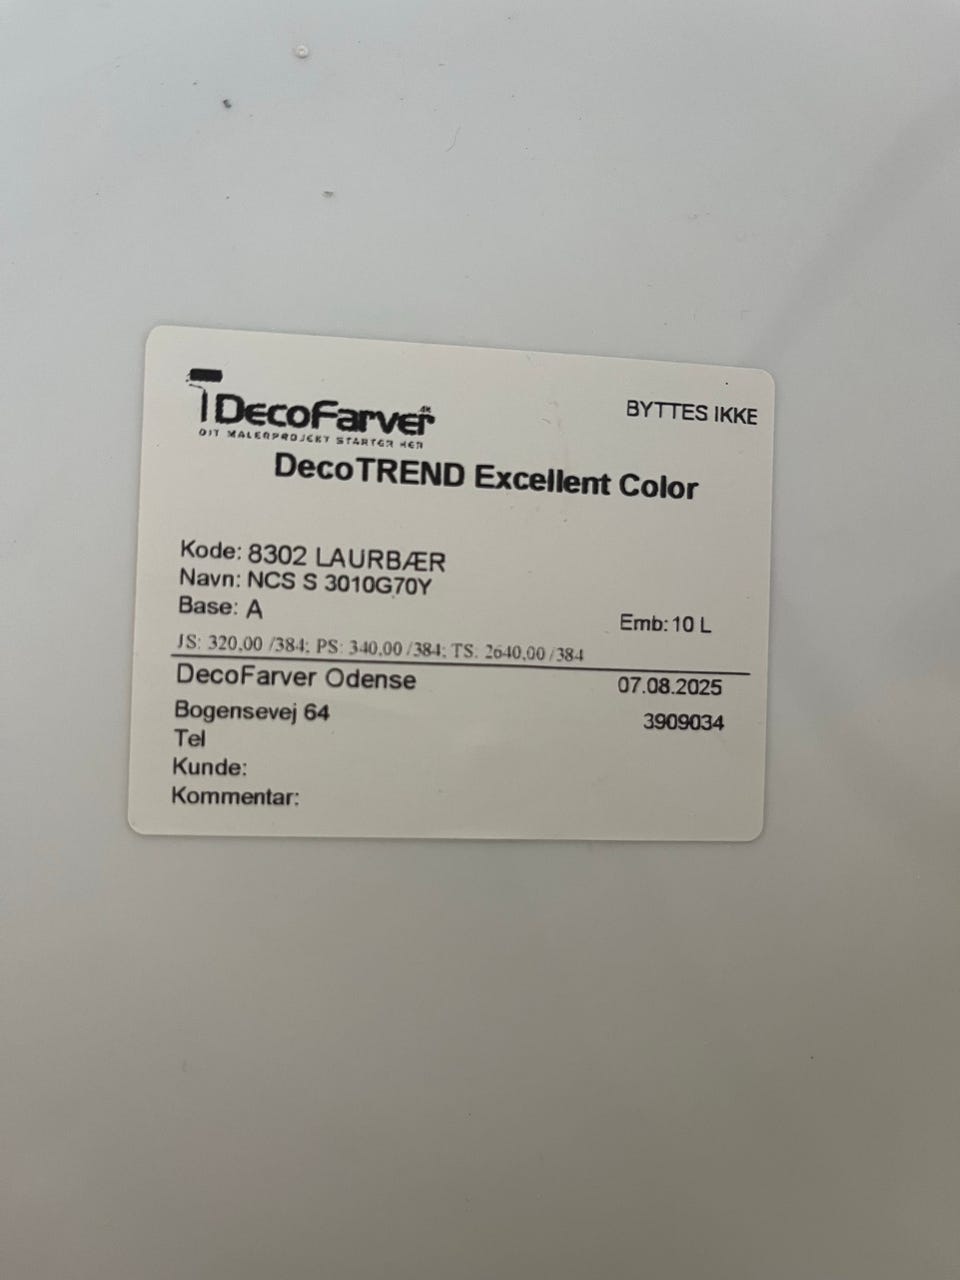 DecoFarver.dk
DIT MALERPROJEKT STARTER HER
BYTTES IKKE
DecoTREND Excellent Color
Kode: 8302 LAURBÆR
Navn: NCS S 3010G70Y
Base: A
Emb: 10 L
JS: 320,00 /384; PS: 340,00 /384; TS: 2640,00 /384
DecoFarver Odense
07.08.2025
Bogensevej 64
3909034
Tel
Kunde:
Kommentar: